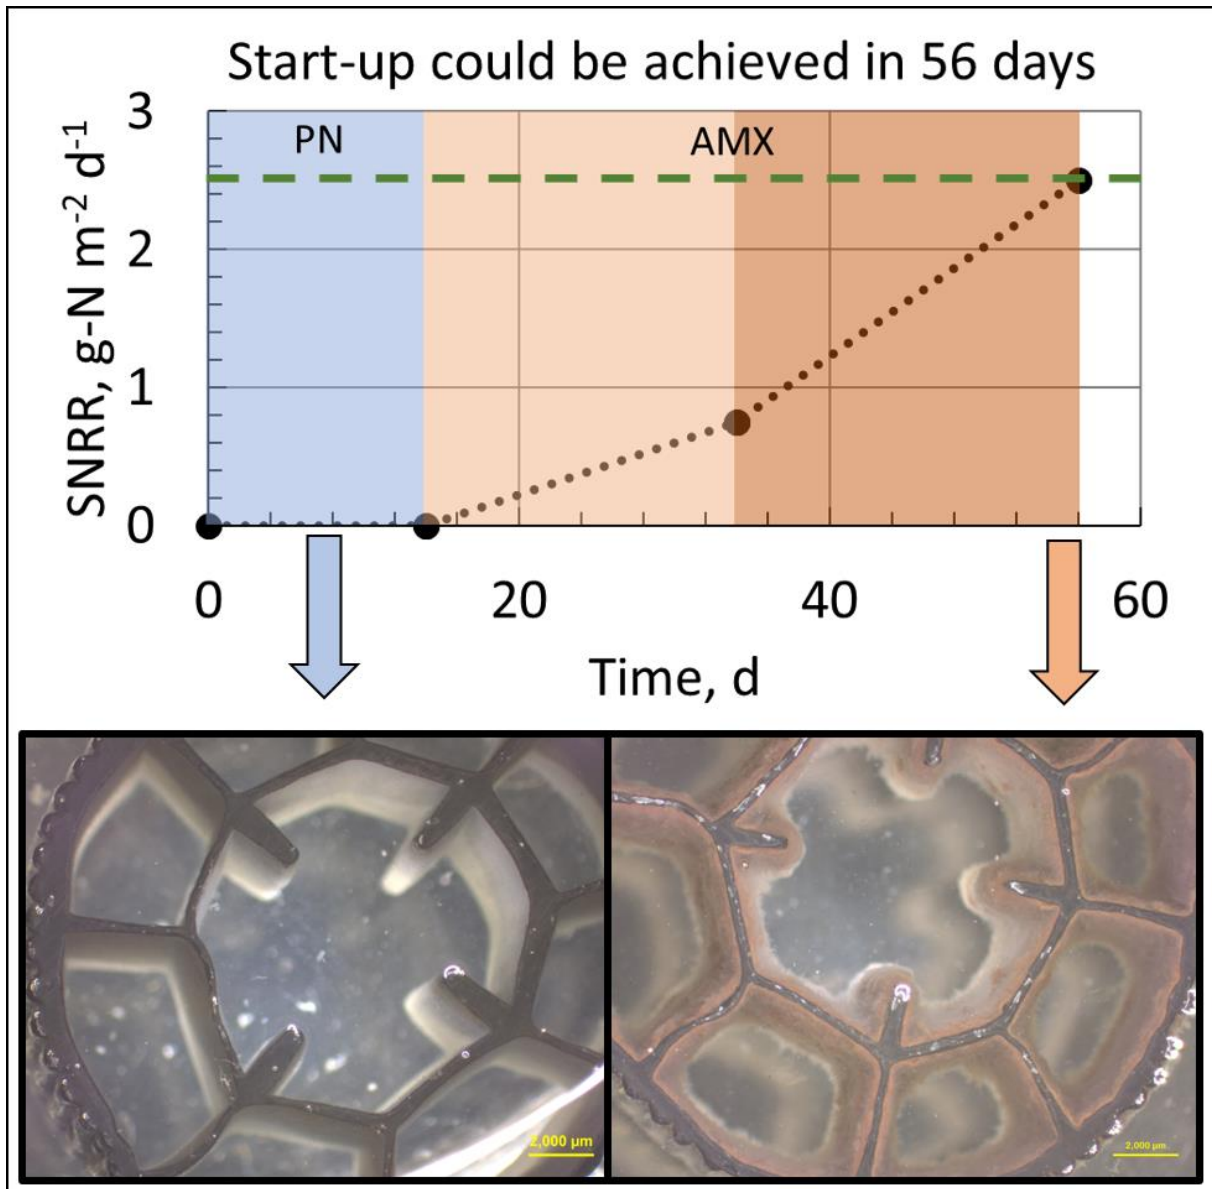 Start-up could be achieved in 56 days
PN
AMX
3
2
1
0
SNRR, g-N m⁻² d⁻¹
0 20 40 60
Time, d
2,000 µm
2,000 µm